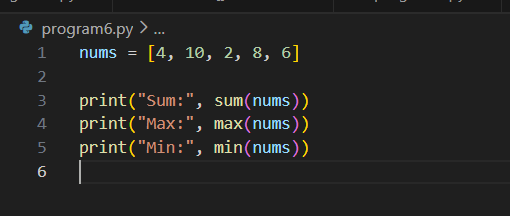 program6.py > ...
1 nums = [4, 10, 2, 8, 6]
2
3 print("Sum:", sum(nums))
4 print("Max:", max(nums))
5 print("Min:", min(nums))
6